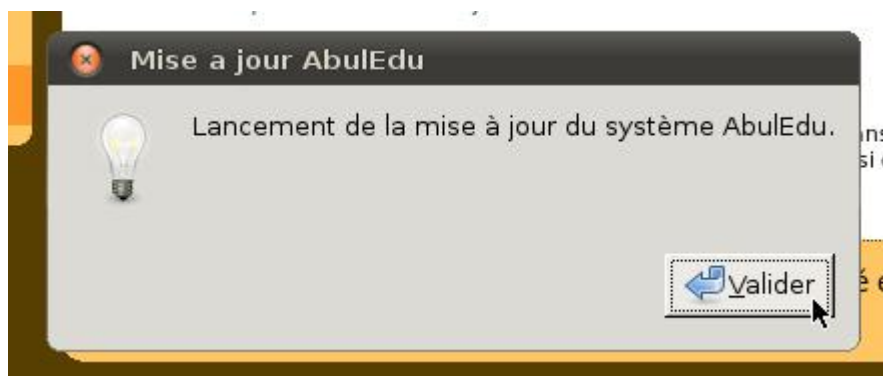 Mise a jour AbulEdu
Lancement de la mise à jour du système AbulEdu.
Valider